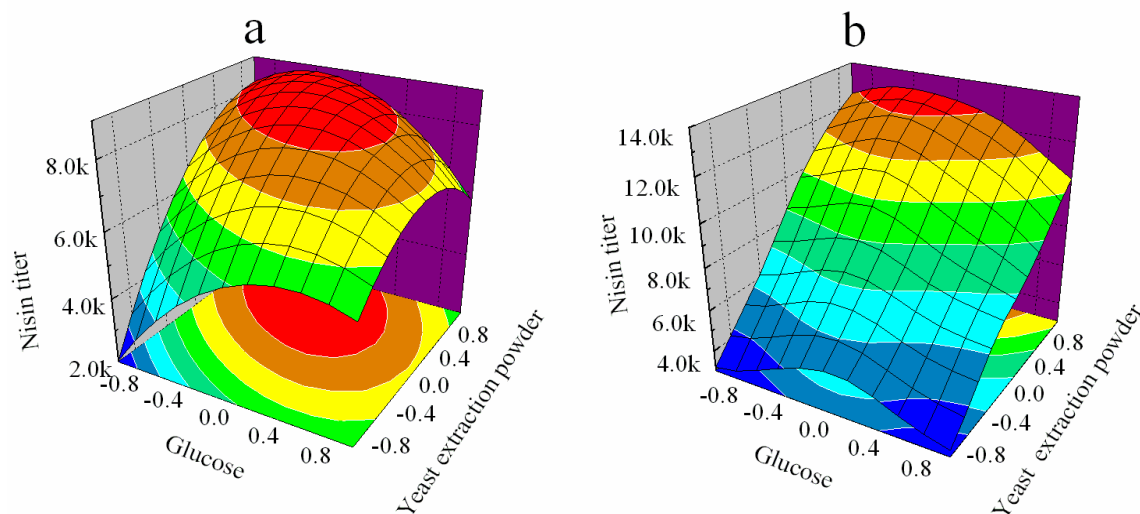 a
8.0k
6.0k
4.0k
2.0k
Nisin titer
-0.8
-0.4
0.0
0.4
0.8
Glucose
-0.8
-0.4
0.0
0.4
0.8
Yeast extraction powder
b
14.0k
12.0k
10.0k
8.0k
6.0k
4.0k
Nisin titer
-0.8
-0.4
0.0
0.4
0.8
Glucose
-0.8
-0.4
0.0
0.4
0.8
Yeast extraction powder